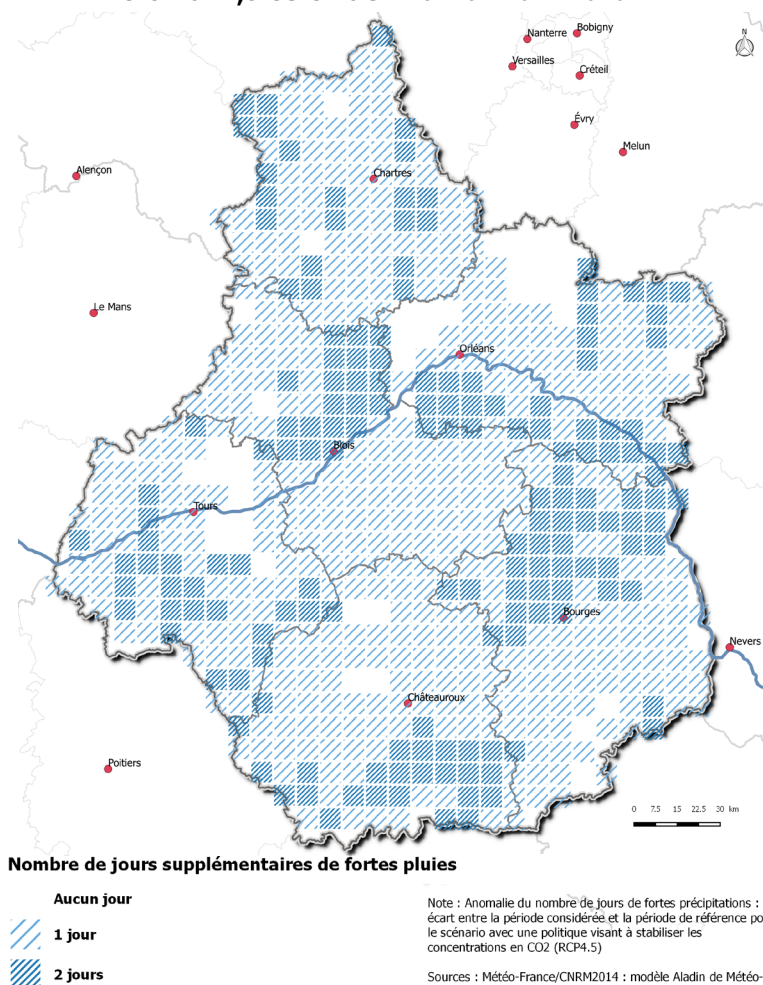 N
Nanterre
Bobigny
Versailles
Créteil
Évry
Melun
Alençon
Chartres
Le Mans
Orléans
Blois
Tours
Bourges
Nevers
Châteauroux
Poitiers
0 7.5 15 22.5 30 km
Nombre de jours supplémentaires de fortes pluies
Aucun jour
1 jour
2 jours
Note : Anomalie du nombre de jours de fortes précipitations :
écart entre la période considérée et la période de référence po
le scénario avec une politique visant à stabiliser les
concentrations en CO2 (RCP4.5)
Sources : Météo-France/CNRM2014 : modèle Aladin de Météo-